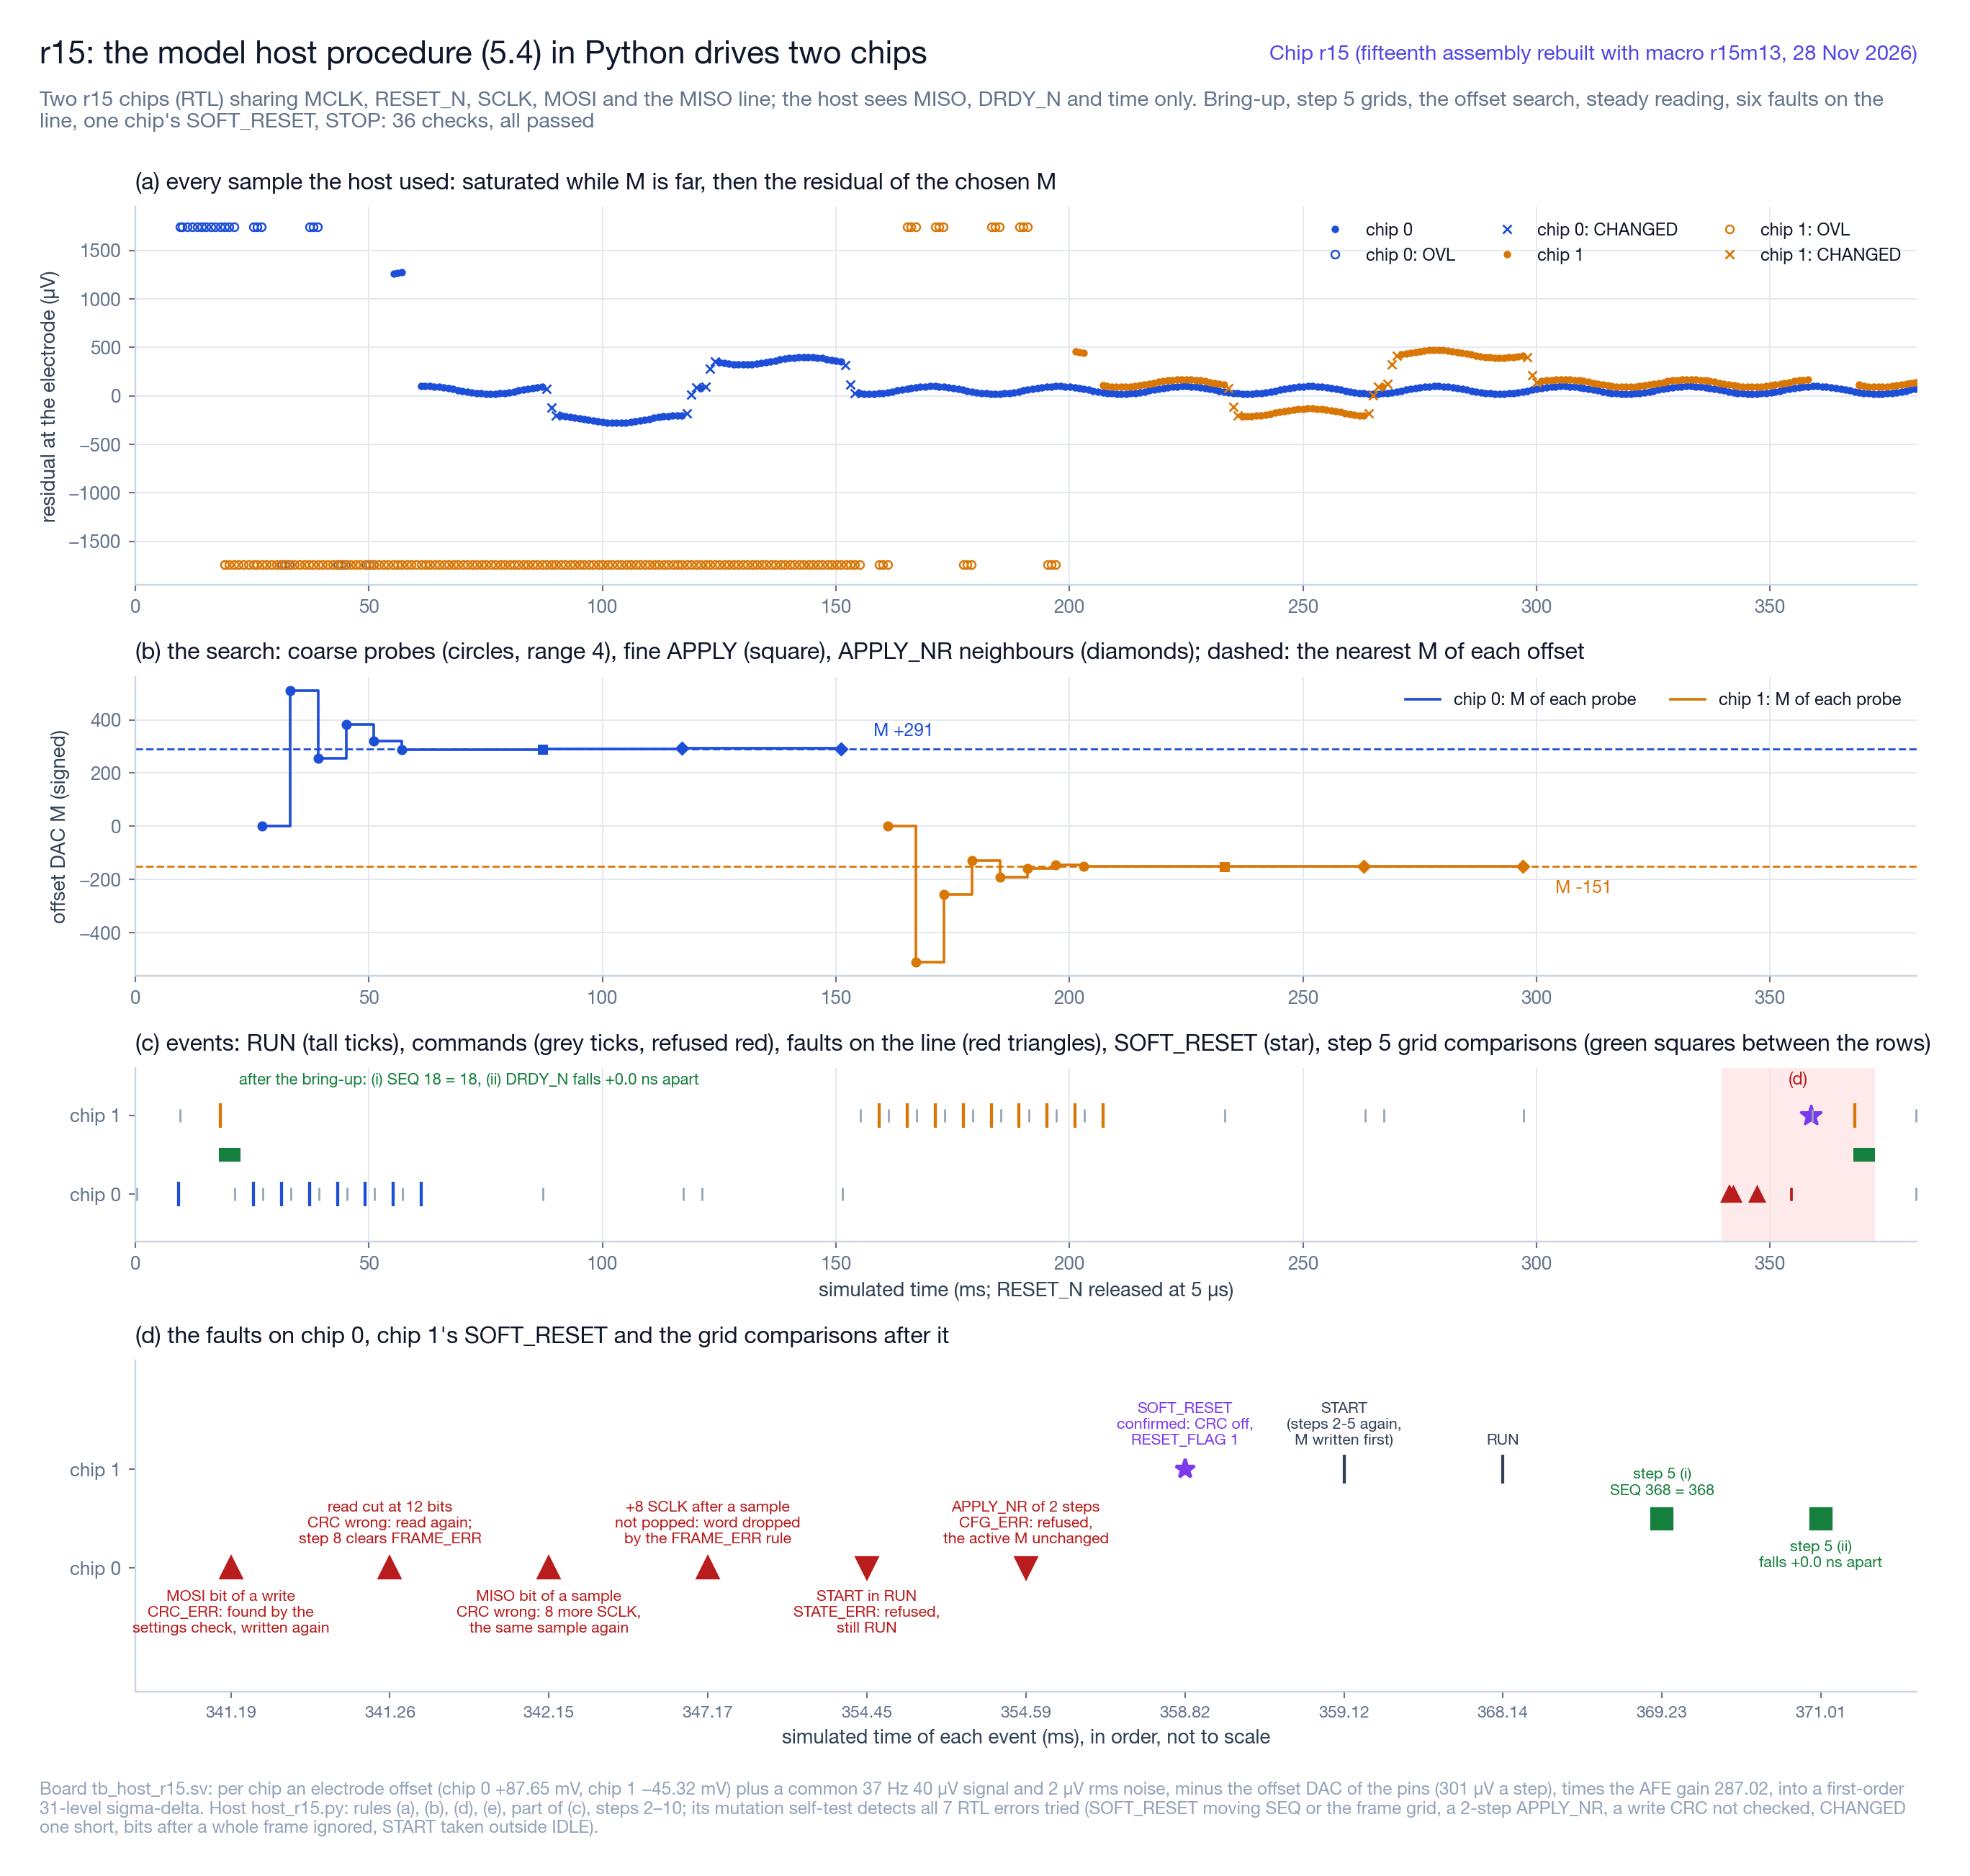 r15: the model host procedure (5.4) in Python drives two chips
Chip r15 (fifteenth assembly rebuilt with macro r15m13, 28 Nov 2026)
Two r15 chips (RTL) sharing MCLK, RESET_N, SCLK, MOSI and the MISO line; the host sees MISO, DRDY_N and time only. Bring-up, step 5 grids, the offset search, steady reading, six faults on the
line, one chip's SOFT_RESET, STOP: 36 checks, all passed
(a) every sample the host used: saturated while M is far, then the residual of the chosen M
chip 0
chip 0: CHANGED
chip 1: OVL
chip 0: OVL
chip 1
chip 1: CHANGED
residual at the electrode (µV)
1500
1000
500
0
−500
−1000
−1500
0 50 100 150 200 250 300 350
(b) the search: coarse probes (circles, range 4), fine APPLY (square), APPLY_NR neighbours (diamonds); dashed: the nearest M of each offset
chip 0: M of each probe
chip 1: M of each probe
M +291
M -151
offset DAC M (signed)
400
200
0
−200
−400
0 50 100 150 200 250 300 350
(c) events: RUN (tall ticks), commands (grey ticks, refused red), faults on the line (red triangles), SOFT_RESET (star), step 5 grid comparisons (green squares between the rows)
after the bring-up: (i) SEQ 18 = 18, (ii) DRDY_N falls +0.0 ns apart
(d)
chip 1
chip 0
0 50 100 150 200 250 300 350
simulated time (ms; RESET_N released at 5 µs)
(d) the faults on chip 0, chip 1's SOFT_RESET and the grid comparisons after it
SOFT_RESET
confirmed: CRC off,
RESET_FLAG 1
START
(steps 2-5 again,
M written first)
RUN
chip 1
step 5 (i)
SEQ 368 = 368
step 5 (ii)
falls +0.0 ns apart
read cut at 12 bits
CRC wrong: read again;
step 8 clears FRAME_ERR
+8 SCLK after a sample
not popped: word dropped
by the FRAME_ERR rule
APPLY_NR of 2 steps
CFG_ERR: refused,
the active M unchanged
chip 0
MOSI bit of a write
CRC_ERR: found by the
settings check, written again
MISO bit of a sample
CRC wrong: 8 more SCLK,
the same sample again
START in RUN
STATE_ERR: refused,
still RUN
341.19 341.26 342.15 347.17 354.45 354.59 358.82 359.12 368.14 369.23 371.01
simulated time of each event (ms), in order, not to scale
Board tb_host_r15.sv: per chip an electrode offset (chip 0 +87.65 mV, chip 1 −45.32 mV) plus a common 37 Hz 40 µV signal and 2 µV rms noise, minus the offset DAC of the pins (301 µV a step), times the AFE gain 287.02, into a first-order
31-level sigma-delta. Host host_r15.py: rules (a), (b), (d), (e), part of (c), steps 2–10; its mutation self-test detects all 7 RTL errors tried (SOFT_RESET moving SEQ or the frame grid, a 2-step APPLY_NR, a write CRC not checked, CHANGED
one short, bits after a whole frame ignored, START taken outside IDLE).